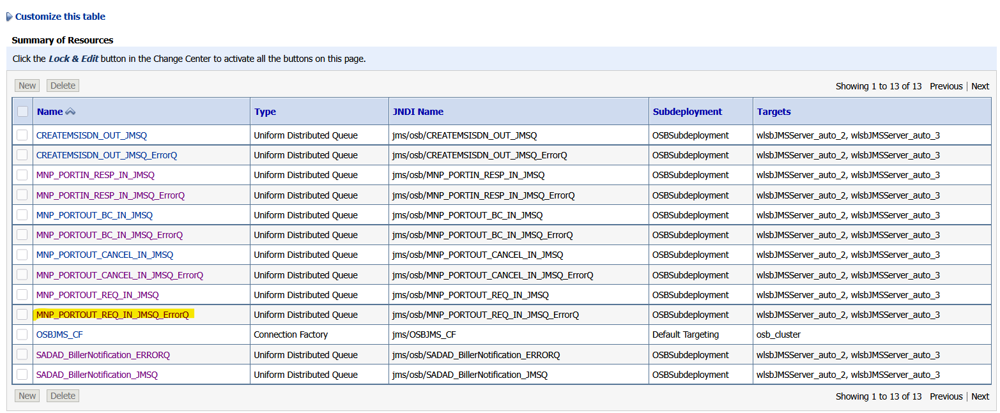 Customize this table
Summary of Resources
Click the Lock & Edit button in the Change Center to activate all the buttons on this page.
New Delete Showing 1 to 13 of 13 Previous | Next
Name Type JNDI Name Subdeployment Targets
CREATEMSISDN_OUT_JMSQ Uniform Distributed Queue jms/osb/CREATEMSISDN_OUT_JMSQ OSBSubdeployment wlsbJMSServer_auto_2, wlsbJMSServer_auto_3
CREATEMSISDN_OUT_JMSQ_ErrorQ Uniform Distributed Queue jms/osb/CREATEMSISDN_OUT_JMSQ_ErrorQ OSBSubdeployment wlsbJMSServer_auto_2, wlsbJMSServer_auto_3
MNP_PORTIN_RESP_IN_JMSQ Uniform Distributed Queue jms/osb/MNP_PORTIN_RESP_IN_JMSQ OSBSubdeployment wlsbJMSServer_auto_2, wlsbJMSServer_auto_3
MNP_PORTIN_RESP_IN_JMSQ_ErrorQ Uniform Distributed Queue jms/osb/MNP_PORTIN_RESP_IN_JMSQ_ErrorQ OSBSubdeployment wlsbJMSServer_auto_2, wlsbJMSServer_auto_3
MNP_PORTOUT_BC_IN_JMSQ Uniform Distributed Queue jms/osb/MNP_PORTOUT_BC_IN_JMSQ OSBSubdeployment wlsbJMSServer_auto_2, wlsbJMSServer_auto_3
MNP_PORTOUT_BC_IN_JMSQ_ErrorQ Uniform Distributed Queue jms/osb/MNP_PORTOUT_BC_IN_JMSQ_ErrorQ OSBSubdeployment wlsbJMSServer_auto_2, wlsbJMSServer_auto_3
MNP_PORTOUT_CANCEL_IN_JMSQ Uniform Distributed Queue jms/osb/MNP_PORTOUT_CANCEL_IN_JMSQ OSBSubdeployment wlsbJMSServer_auto_2, wlsbJMSServer_auto_3
MNP_PORTOUT_CANCEL_IN_JMSQ_ErrorQ Uniform Distributed Queue jms/osb/MNP_PORTOUT_CANCEL_IN_JMSQ_ErrorQ OSBSubdeployment wlsbJMSServer_auto_2, wlsbJMSServer_auto_3
MNP_PORTOUT_REQ_IN_JMSQ Uniform Distributed Queue jms/osb/MNP_PORTOUT_REQ_IN_JMSQ OSBSubdeployment wlsbJMSServer_auto_2, wlsbJMSServer_auto_3
MNP_PORTOUT_REQ_IN_JMSQ_ErrorQ Uniform Distributed Queue jms/osb/MNP_PORTOUT_REQ_IN_JMSQ_ErrorQ OSBSubdeployment wlsbJMSServer_auto_2, wlsbJMSServer_auto_3
OSBJMS_CF Connection Factory jms/OSBJMS_CF Default Targeting osb_cluster
SADAD_BillerNotification_ERRORQ Uniform Distributed Queue jms/osb/SADAD_BillerNotification_ERRORQ OSBSubdeployment wlsbJMSServer_auto_2, wlsbJMSServer_auto_3
SADAD_BillerNotification_JMSQ Uniform Distributed Queue jms/osb/SADAD_BillerNotification_JMSQ OSBSubdeployment wlsbJMSServer_auto_2, wlsbJMSServer_auto_3
New Delete Showing 1 to 13 of 13 Previous | Next